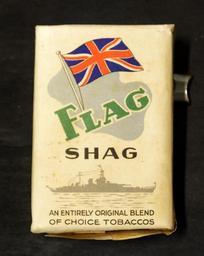 FLAG
SHAG
AN ENTIRELY ORIGINAL BLEND
OF CHOICE TOBACCOS